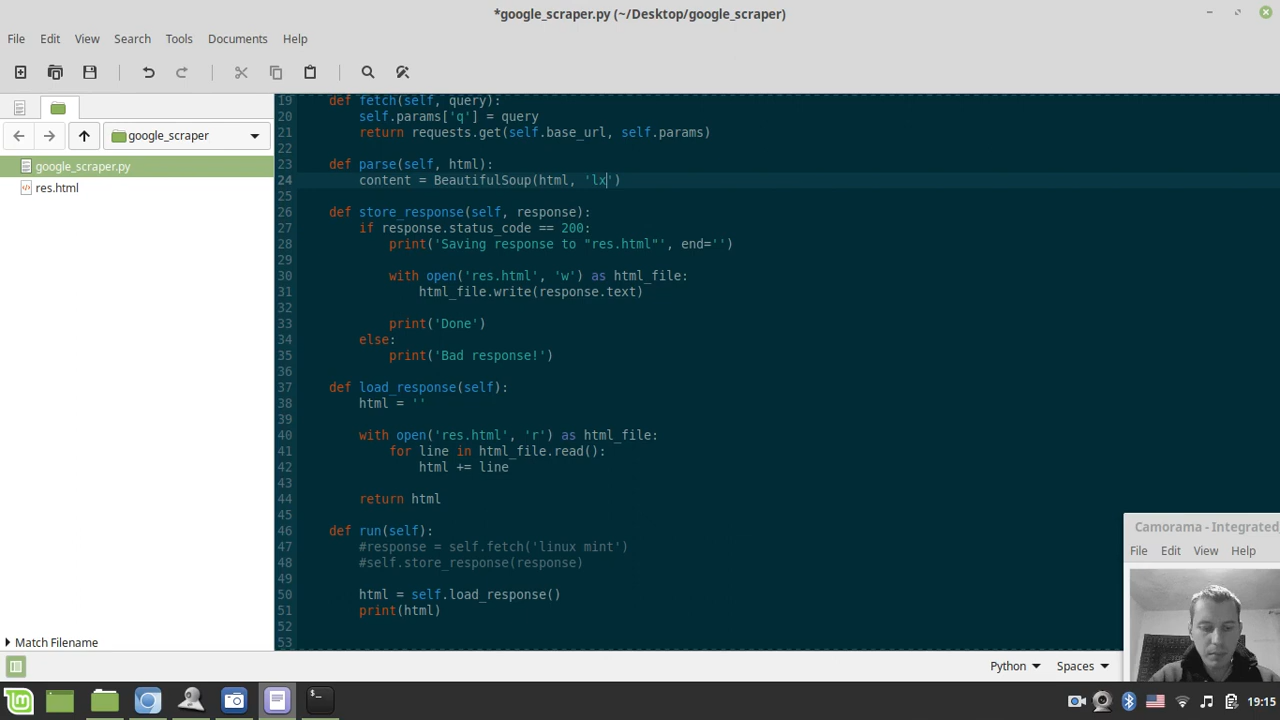 *google_scraper.py (~/Desktop/google_scraper)
File Edit View Search Tools Documents Help
google_scraper
google_scraper.py
res.html
19 def fetch(self, query):
20 self.params['q'] = query
21 return requests.get(self.base_url, self.params)
22
23 def parse(self, html):
24 content = BeautifulSoup(html, 'lx')
25
26 def store_response(self, response):
27 if response.status_code == 200:
28 print('Saving response to "res.html"', end='')
29
30 with open('res.html', 'w') as html_file:
31 html_file.write(response.text)
32
33 print('Done')
34 else:
35 print('Bad response!')
36
37 def load_response(self):
38 html = ''
39
40 with open('res.html', 'r') as html_file:
41 for line in html_file.read():
42 html += line
43
44 return html
45
46 def run(self):
47 #response = self.fetch('linux mint')
48 #self.store_response(response)
49
50 html = self.load_response()
51 print(html)
52
53
Match Filename
Camorama - Integrated
File Edit View Help
Python Spaces
19:15